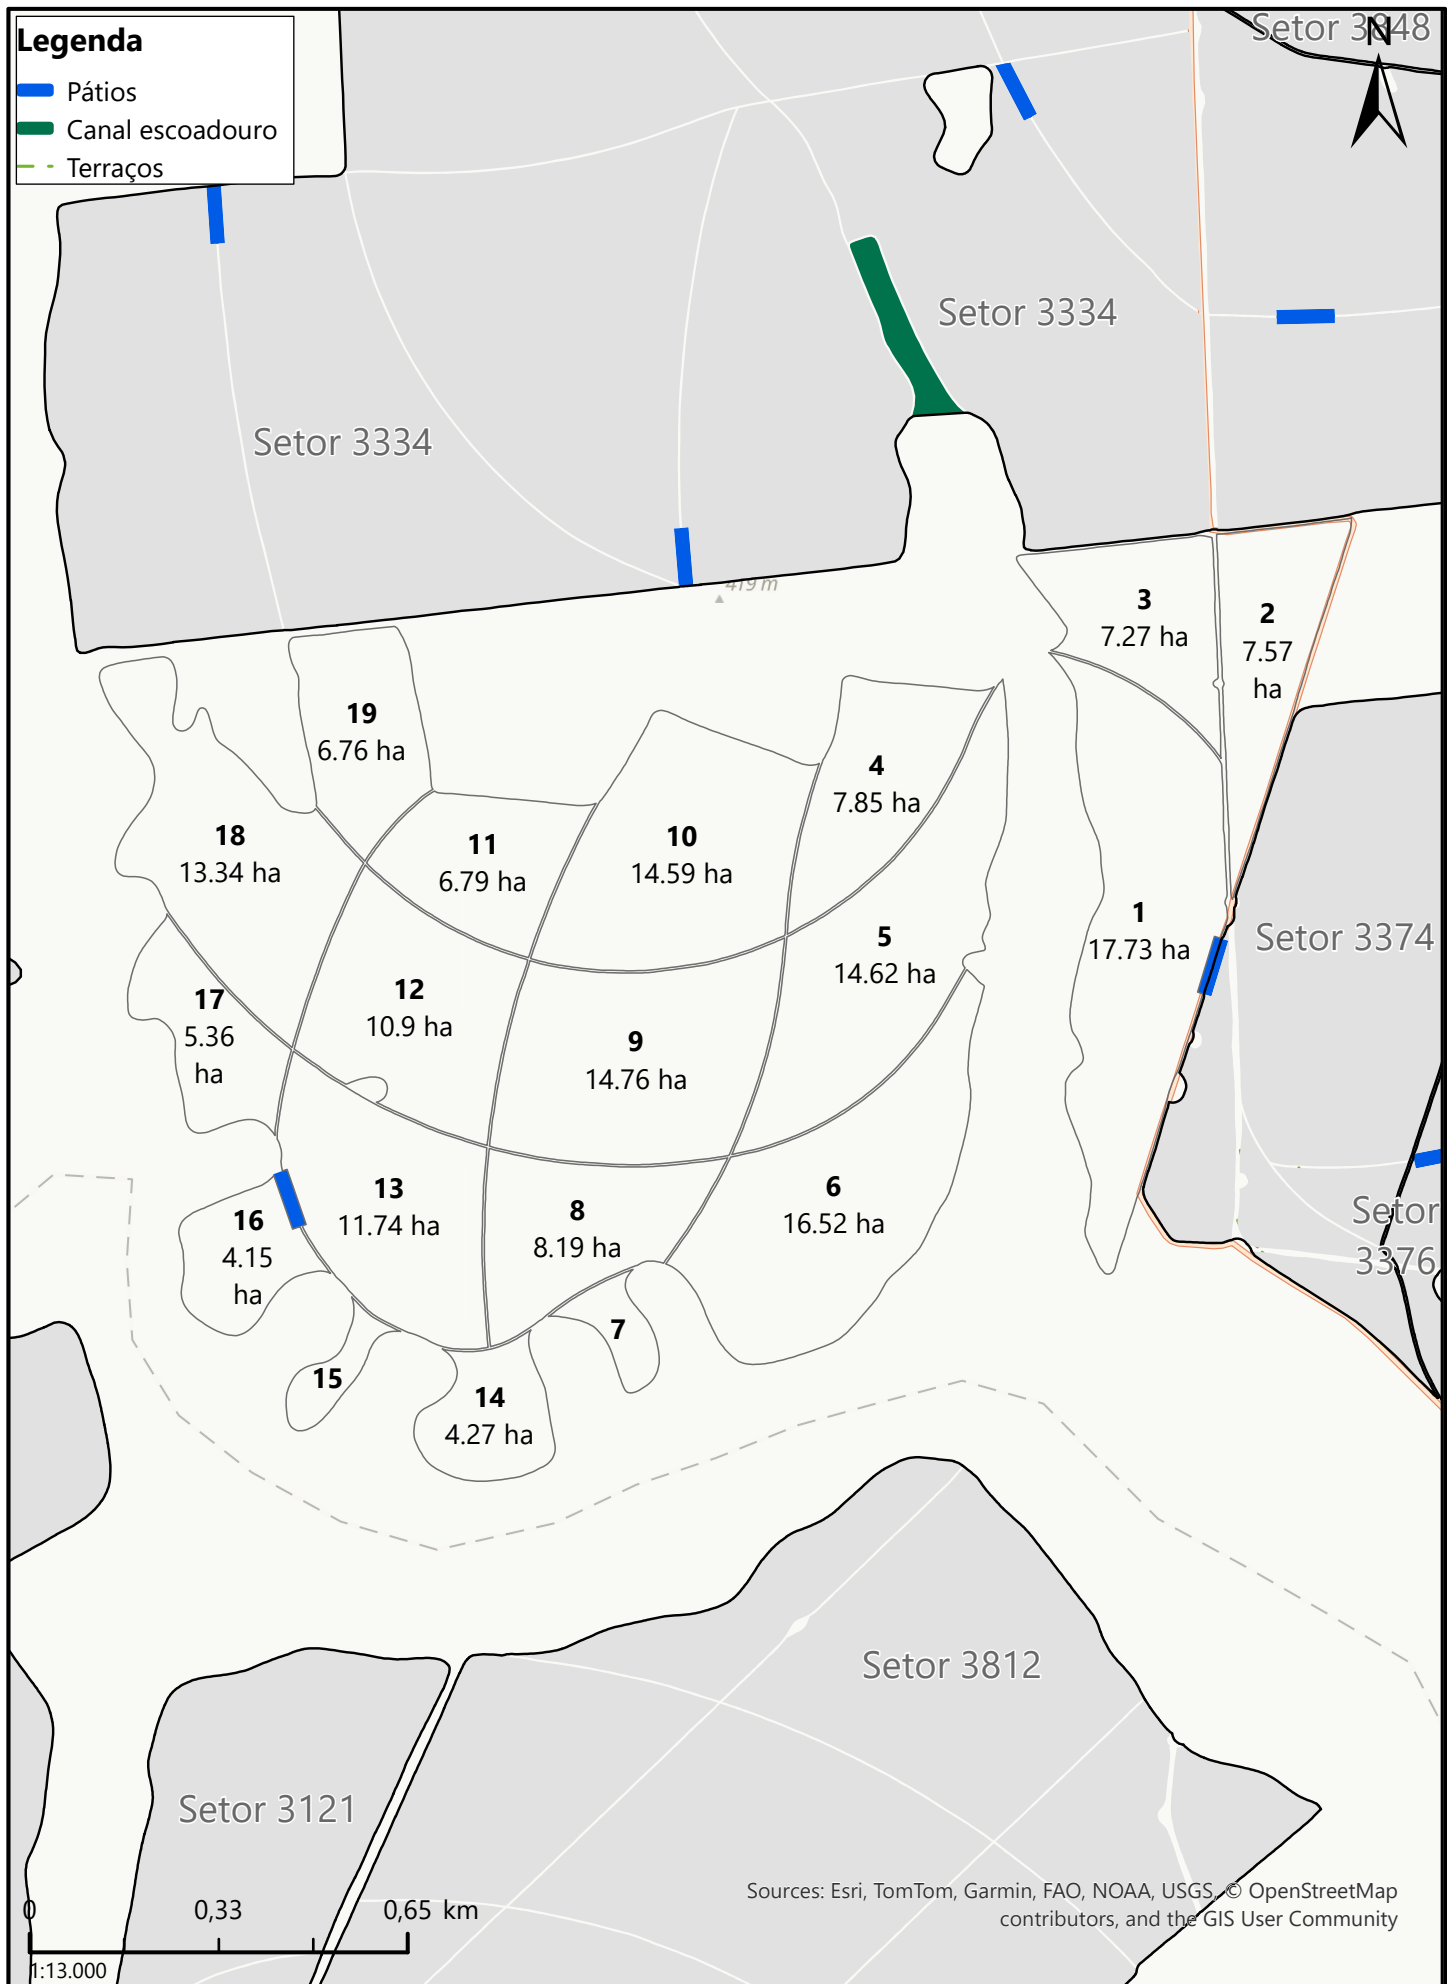 Legenda
Pátios
Canal escoadouro
Terraços
Setor 3848
N
Setor 3334
Setor 3334
419 m
3
7.27 ha
2
7.57
ha
19
6.76 ha
4
7.85 ha
18
13.34 ha
11
6.79 ha
10
14.59 ha
1
17.73 ha
Setor 3374
5
14.62 ha
17
5.36
ha
12
10.9 ha
9
14.76 ha
13
11.74 ha
6
16.52 ha
8
8.19 ha
16
4.15
ha
Setor
3376
7
15
14
4.27 ha
Setor 3812
Setor 3121
Sources: Esri, TomTom, Garmin, FAO, NOAA, USGS, © OpenStreetMap
contributors, and the GIS User Community
0 0,33 0,65 km
1:13.000